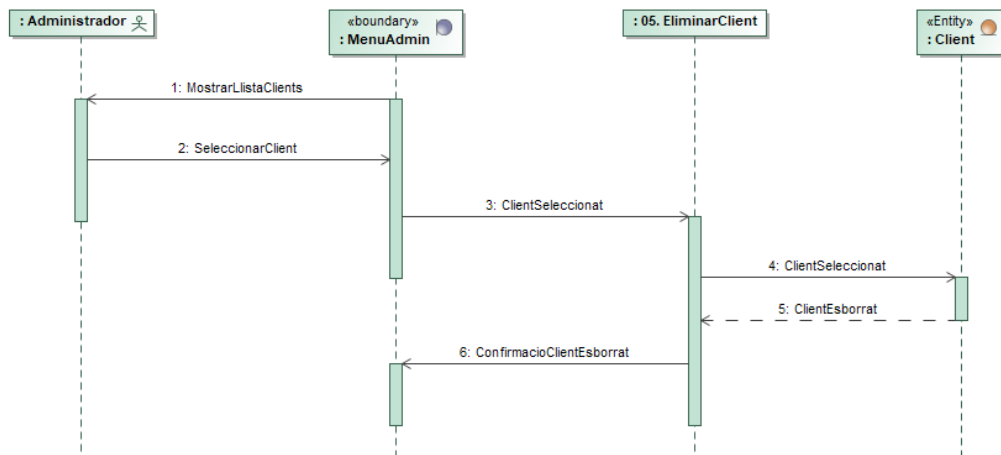 : Administrador
«boundary»
: MenuAdmin
: 05. EliminarClient
«Entity»
: Client
1: MostrarLlistaClients
2: SeleccionarClient
3: ClientSeleccionat
4: ClientSeleccionat
5: ClientEsborrat
6: ConfirmacioClientEsborrat